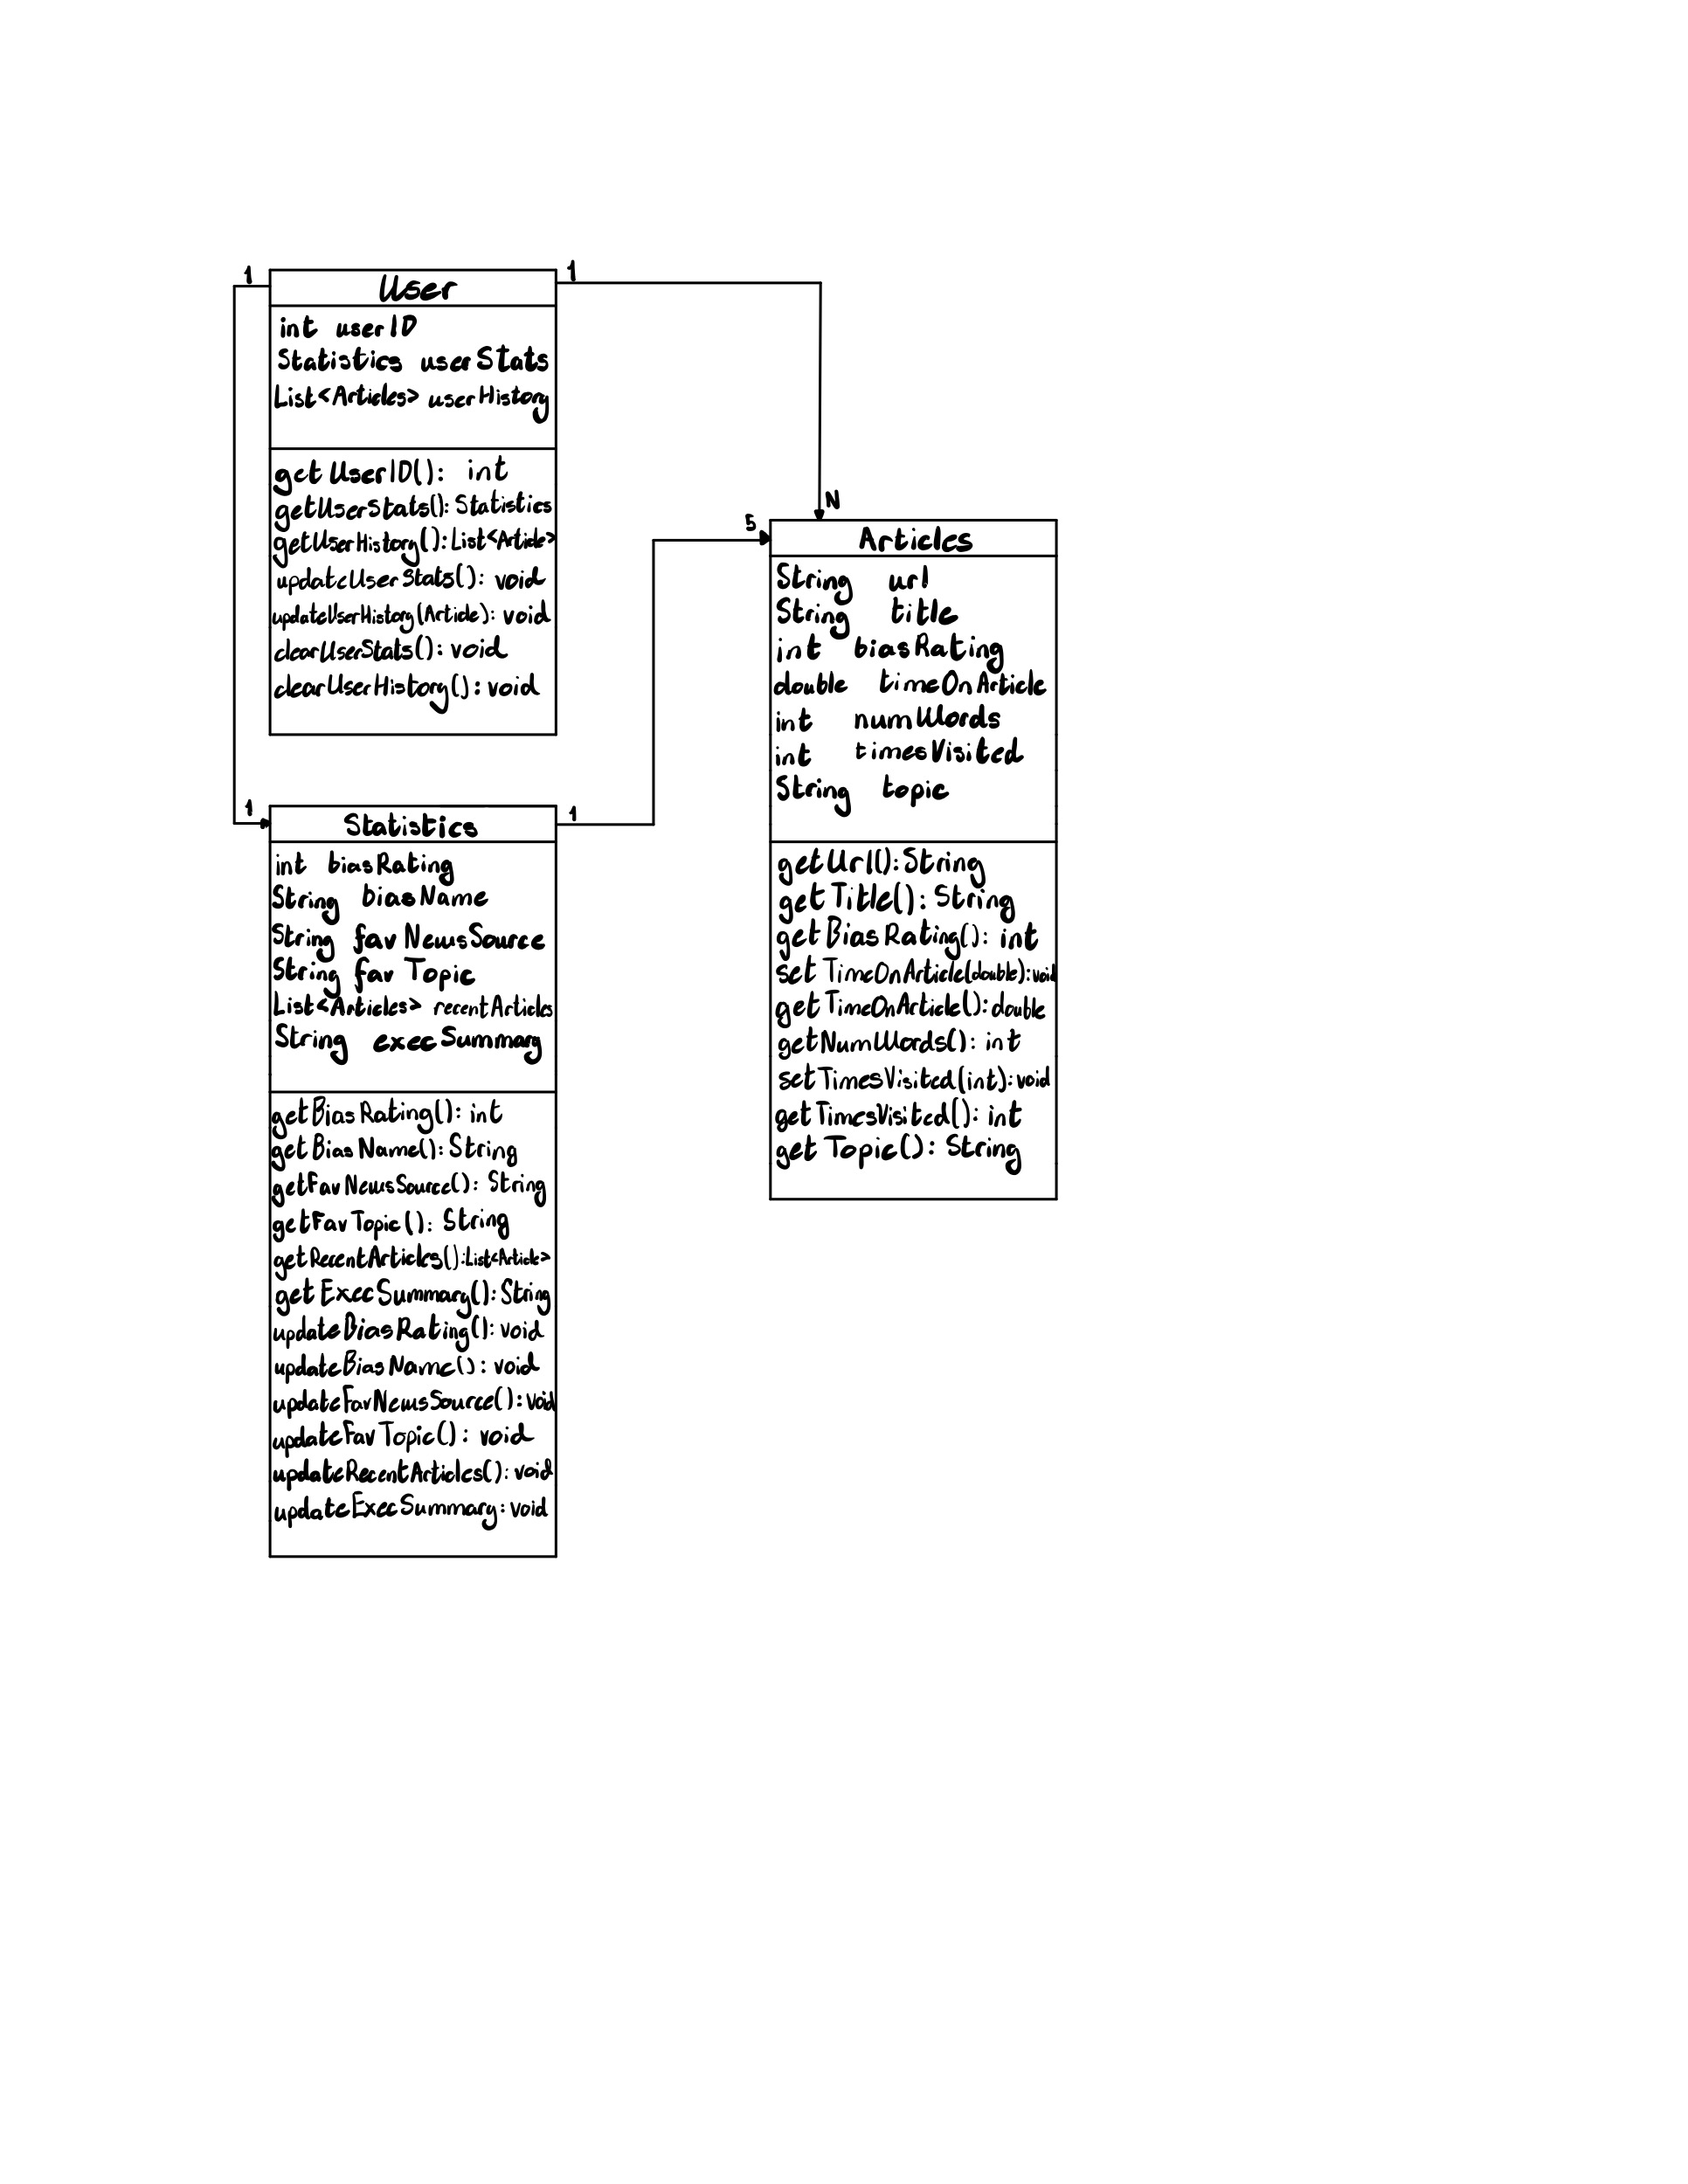 1
User
1
int userID
Statistics userStats
List<Articles> userHistory
getUserID(): int
getUserStats(): Statistics
getUserHistory(): List<Article>
updateUserStats(): void
updateUserHistory(Article): void
clearUserStats(): void
clearUserHistory(): void
1
Statistics
1
int biasRating
String biasName
String favNewsSource
String favTopic
List<Articles> recentArticles
String execSummary
getBiasRating(): int
getBiasName(): String
getFavNewsSource(): String
getFavTopic(): String
getRecentArticles(): List<Article>
getExecSummary(): String
updateBiasRating(): void
updateBiasName(): void
updateFavNewsSource(): void
updateFavTopic(): void
updateRecentArticles(): void
updateExecSummary: void
N
5
Articles
String url
String title
int biasRating
double timeOnArticle
int numWords
int timesVisited
String topic
getUrl(): String
getTitle(): String
getBiasRating(): int
setTimeOnArticle(double): void
getTimeOnArticle(): double
getNumWords(): int
setTimesVisited(int): void
getTimesVisited(): int
getTopic(): String